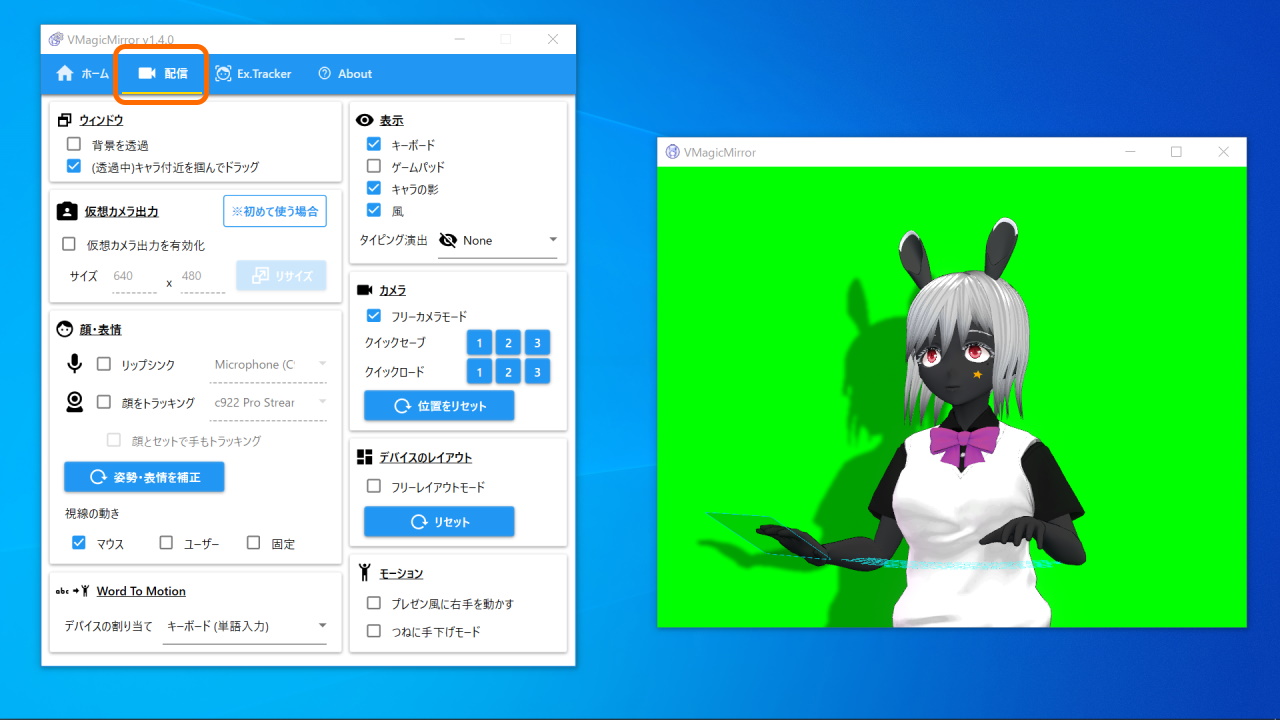 VMagicMirror v1.4.0
ホーム
配信
Ex.Tracker
About
ウィンドウ
背景を透過
(透過中)キャラ付近を掴んでドラッグ
仮想カメラ出力
※初めて使う場合
仮想カメラ出力を有効化
サイズ 640 x 480 リサイズ
顔・表情
リップシンク Microphone (C
顔をトラッキング c922 Pro Strear
顔とセットで手もトラッキング
姿勢・表情を補正
視線の動き
マウス ユーザー 固定
abc Word To Motion
デバイスの割り当て キーボード (単語入力)
表示
キーボード
ゲームパッド
キャラの影
風
タイピング演出 None
カメラ
フリーカメラモード
クイックセーブ 1 2 3
クイックロード 1 2 3
位置をリセット
デバイスのレイアウト
フリーレイアウトモード
リセット
モーション
プレゼン風に右手を動かす
つねに手下げモード
VMagicMirror